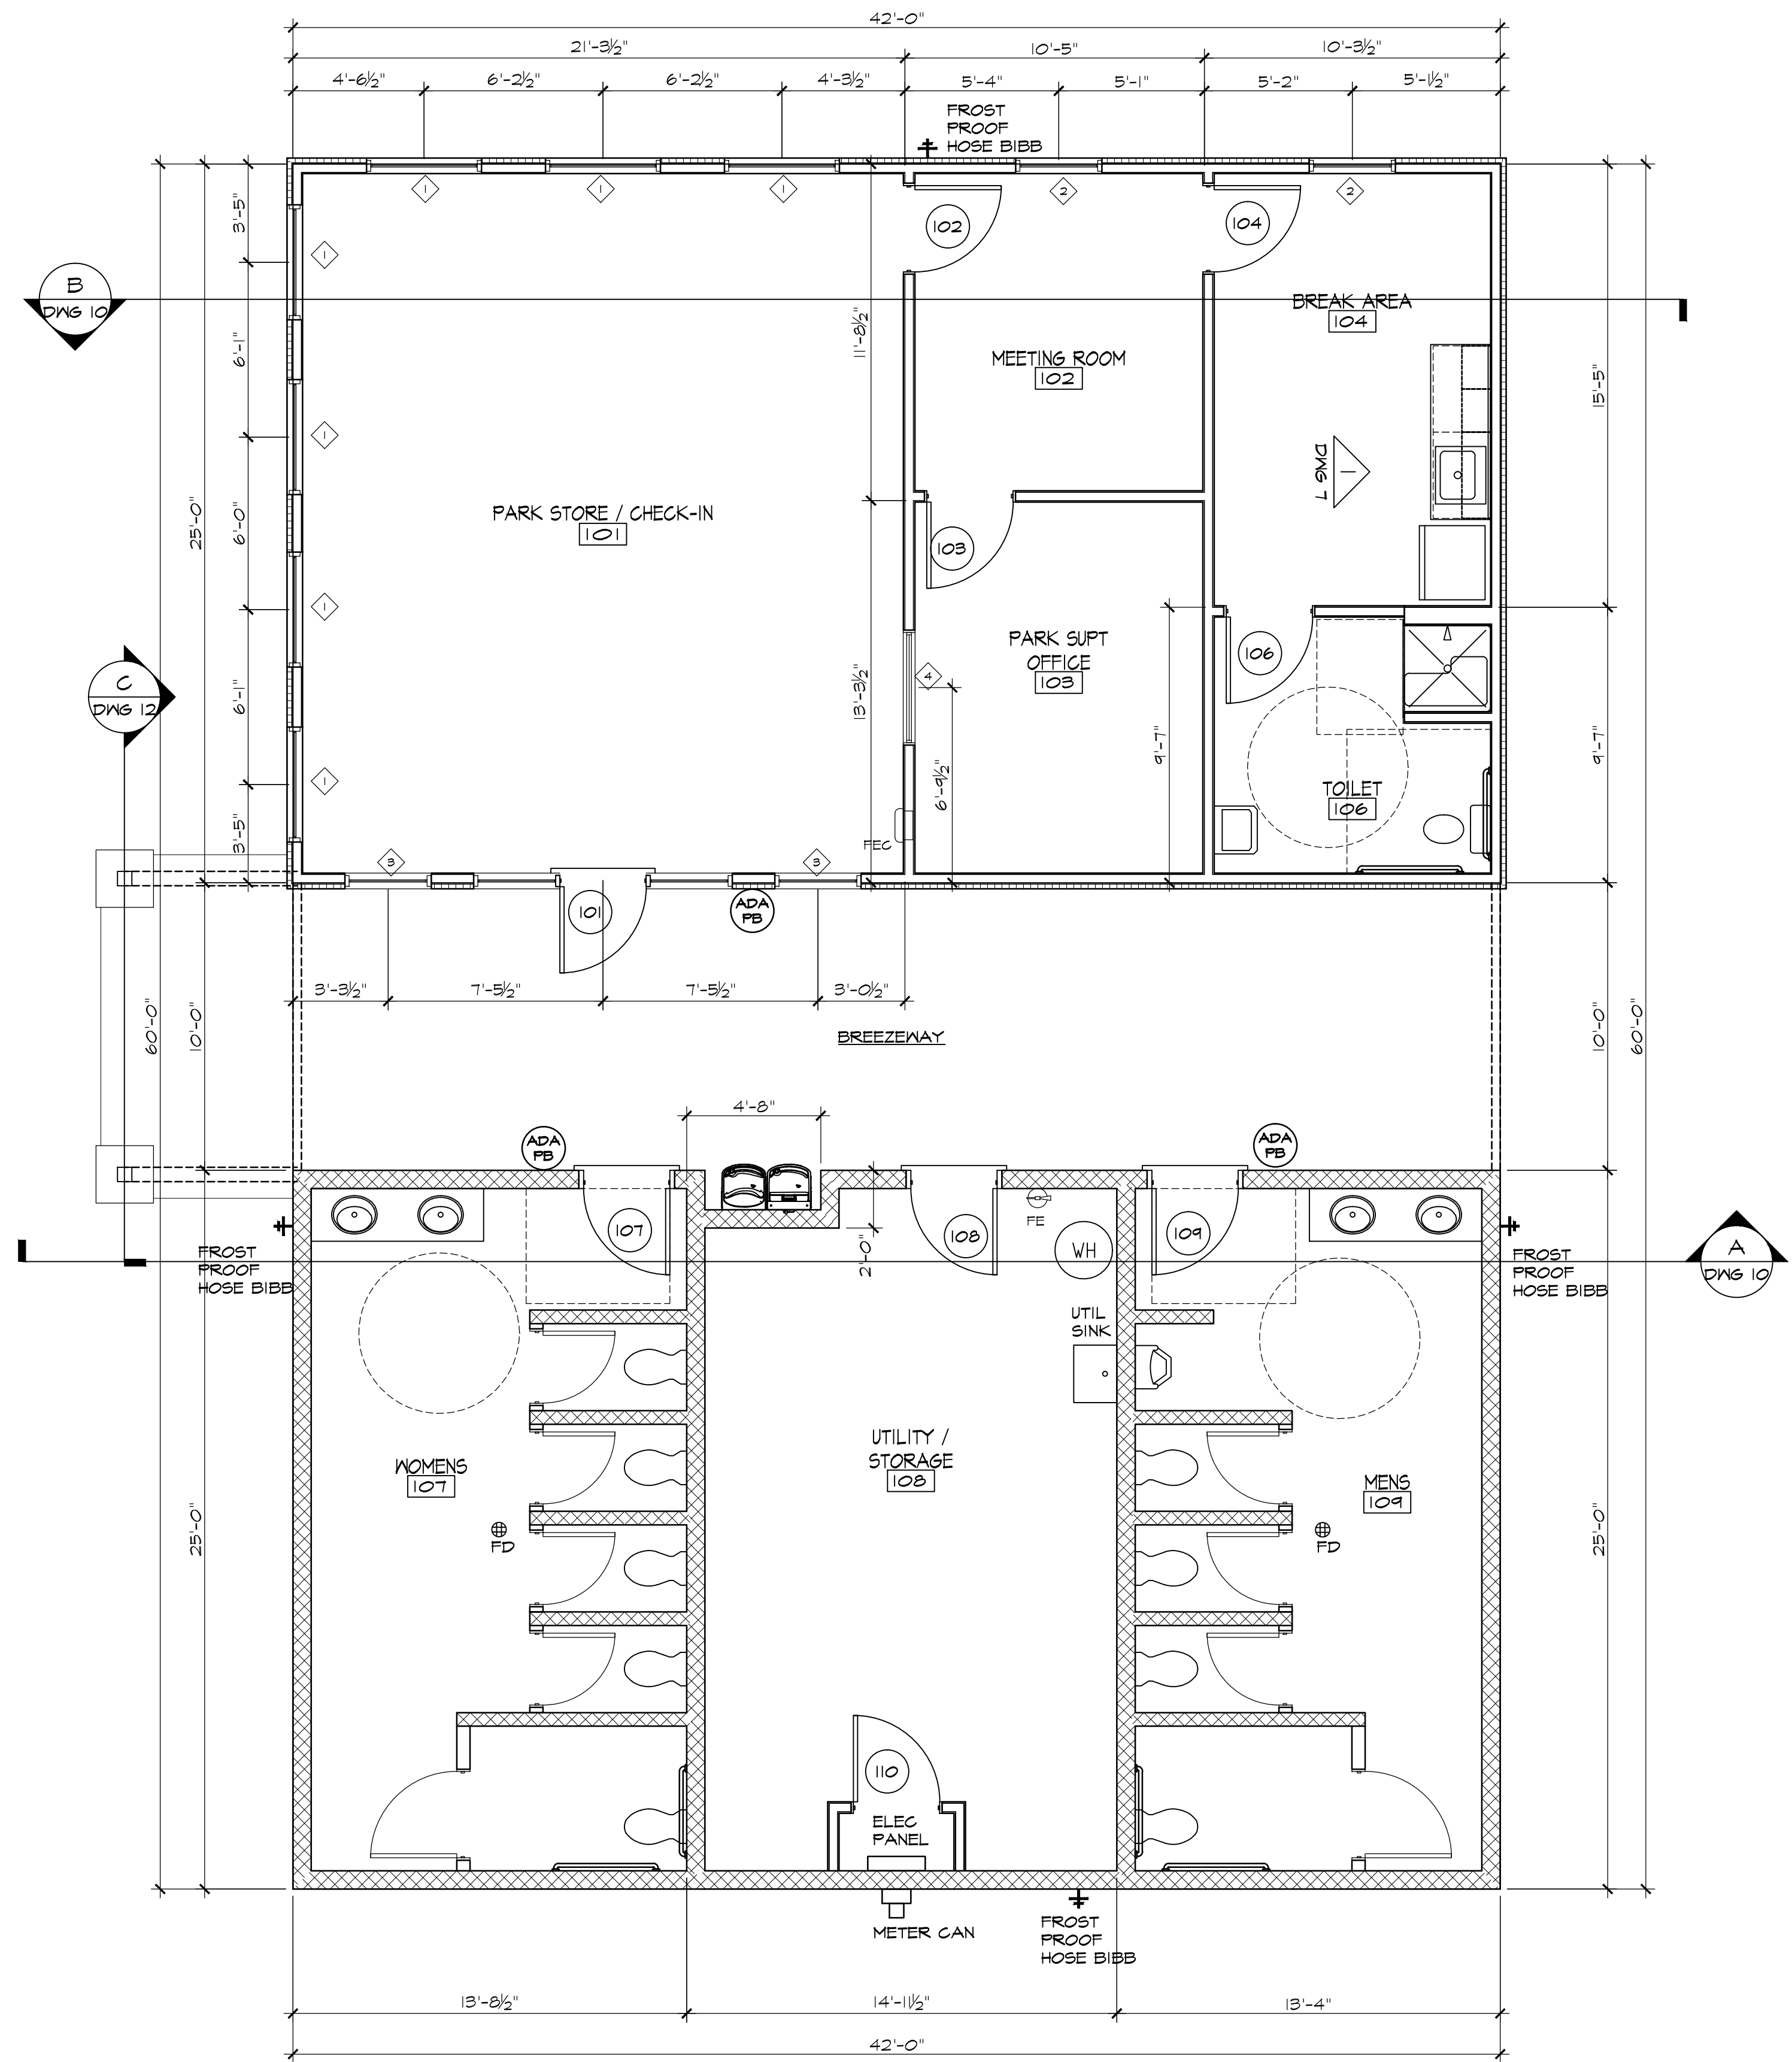 42'-0"
21'-3½" 10'-5" 10'-3½"
4'-6½" 6'-2½" 6'-2½" 4'-3½" 5'-4" 5'-1" 5'-2" 5'-1½"
FROST
PROOF
HOSE BIBB
1 1 1 2 2
3'-5"
102
104
1
B
DWG 10
BREAK AREA
104
6'-1"
11'-8½"
MEETING ROOM
102
15'-5"
1
1
DWG 7
25'-0"
6'-0"
PARK STORE / CHECK-IN
101
103
1
PARK SUPT
OFFICE
103
106
C
DWG 12
6'-1"
13'-3½"
4
9'-7"
9'-7"
6'-9½"
1
TOILET
106
3'-5"
FEC
3 3
101
ADA
PB
3'-3½" 7'-5½" 7'-5½" 3'-0½"
60'-0"
10'-0"
BREEZEWAY
10'-0"
60'-0"
4'-8"
ADA
PB
ADA
PB
107
108
FE
109
WH
2'-0"
FROST
PROOF
HOSE BIBB
FROST
PROOF
HOSE BIBB
A
DWG 10
UTIL
SINK
UTILITY /
STORAGE
108
WOMENS
107
MENS
109
25'-0"
FD
FD
25'-0"
110
ELEC
PANEL
METER CAN
FROST
PROOF
HOSE BIBB
13'-8½" 14'-11½" 13'-4"
42'-0"